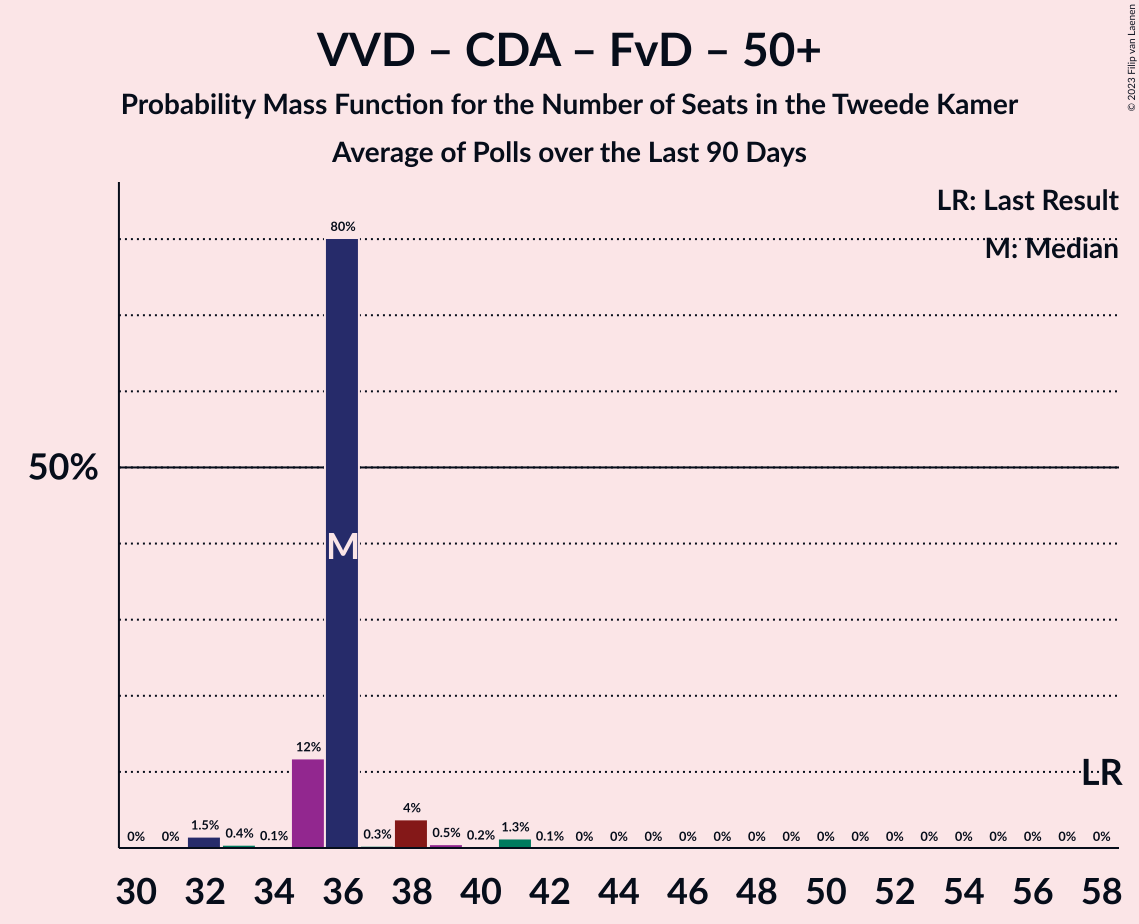 VVD – CDA – FvD – 50+
Probability Mass Function for the Number of Seats in the Tweede Kamer
Average of Polls over the Last 90 Days
© 2023 Filip van Laenen
LR: Last Result
M: Median
50%
0% 0% 1.5% 0.4% 0.1% 12% 80% 0.3% 4% 0.5% 0.2% 1.3% 0.1% 0% 0% 0% 0% 0% 0% 0% 0% 0% 0% 0% 0% 0% 0% 0% 0%
M
LR
30 32 34 36 38 40 42 44 46 48 50 52 54 56 58